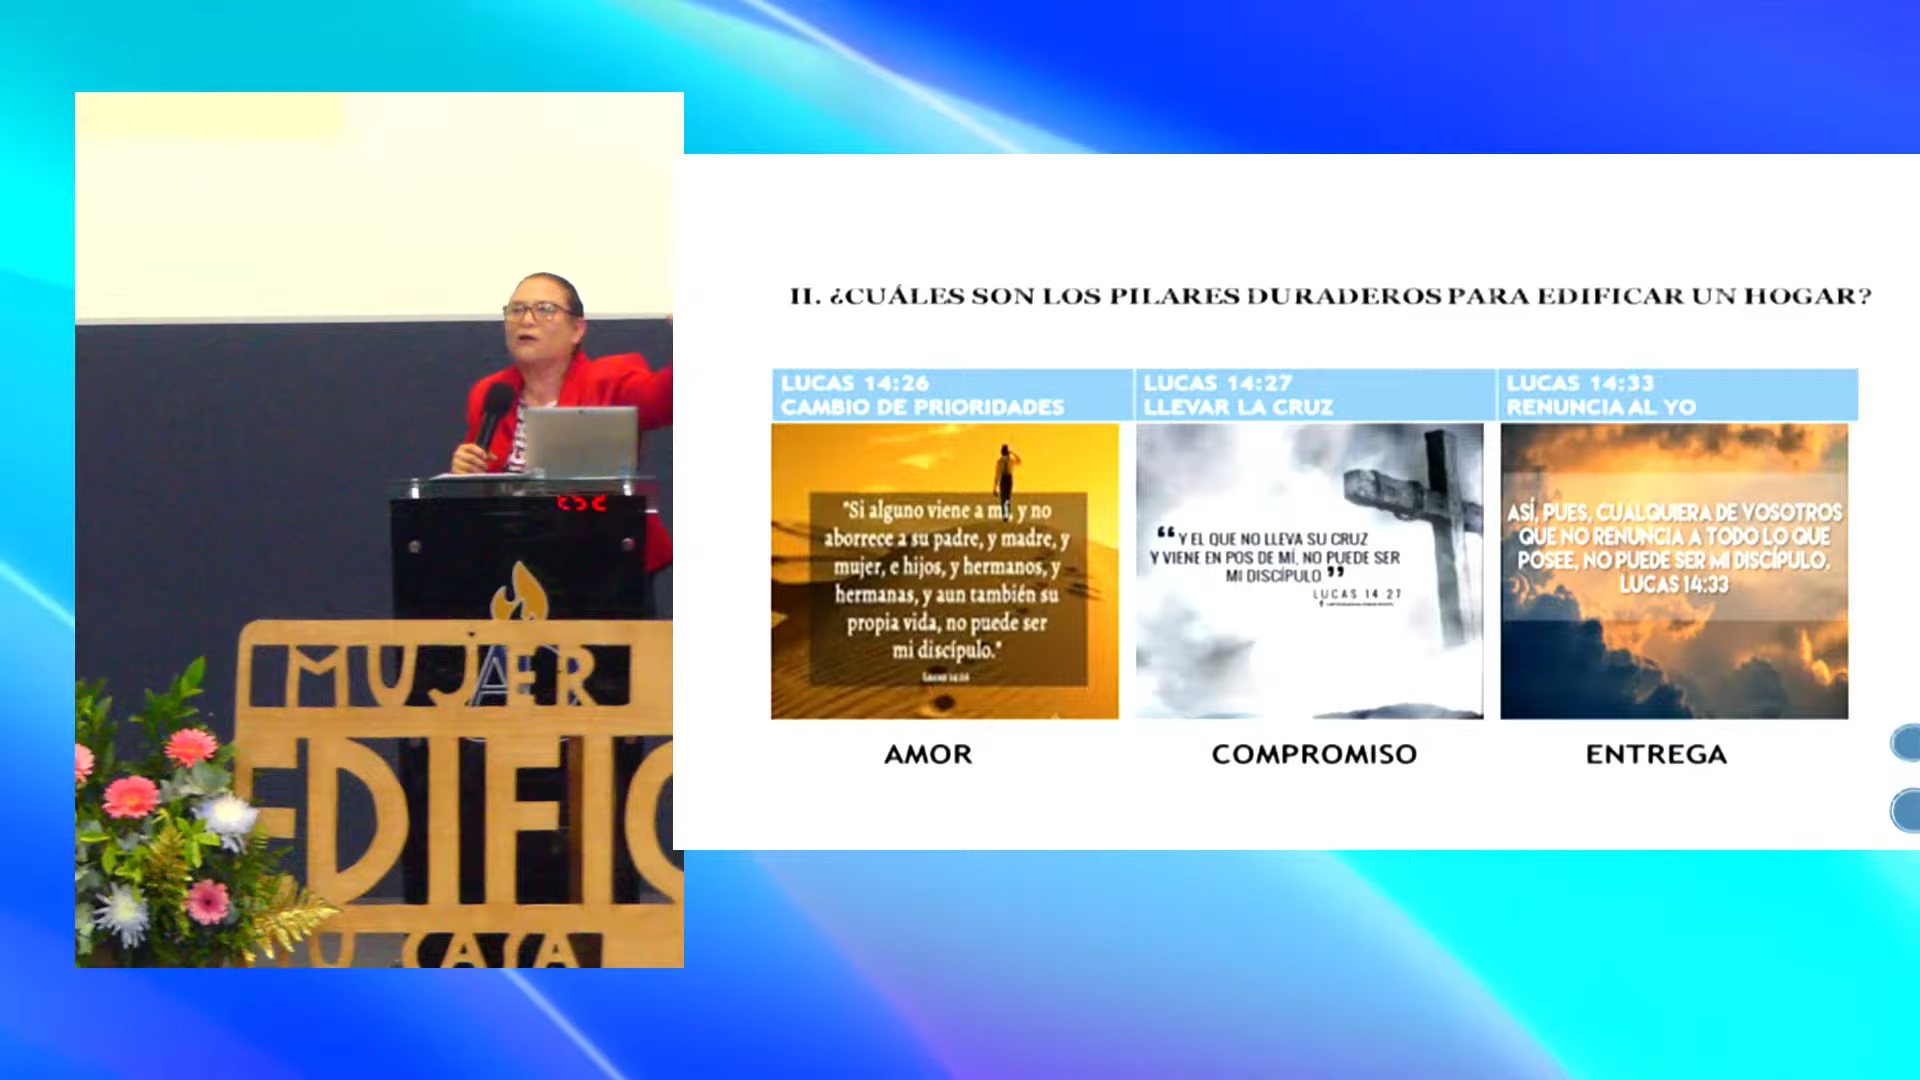 II. ¿CUÁLES SON LOS PILARES DURADEROS PARA EDIFICAR UN HOGAR?
LUCAS 14:26
CAMBIO DE PRIORIDADES
LUCAS 14:27
LLEVAR LA CRUZ
LUCAS 14:33
RENUNCIA AL YO
"Si alguno viene a mí, y no
aborrece a su padre, y madre, y
mujer, e hijos, y hermanos, y
hermanas, y aun también su
propia vida, no puede ser
mi discípulo."
Lucas 14:26
“Y EL QUE NO LLEVA SU CRUZ
Y VIENE EN POS DE MÍ, NO PUEDE SER
MI DISCÍPULO.”
LUCAS 14 27
ASÍ, PUES, CUALQUIERA DE VOSOTROS
QUE NO RENUNCIA A TODO LO QUE
POSEE, NO PUEDE SER MI DISCÍPULO.
LUCAS 14:33
AMOR
COMPROMISO
ENTREGA
MUJER
EDIFIC
TU CASA